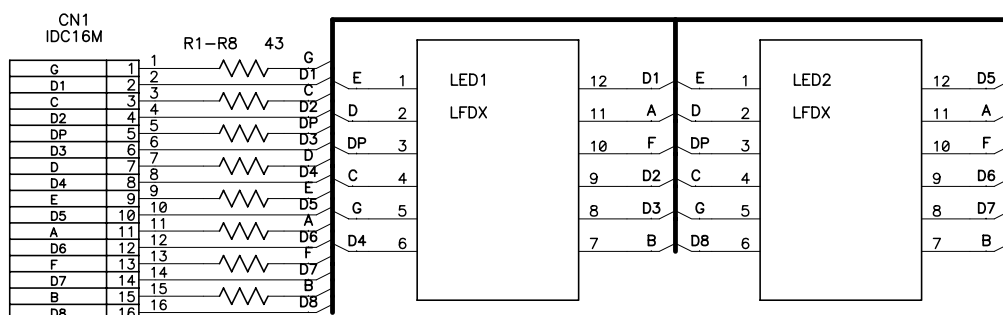 CN1
IDC16M
R1-R8 43
G 1 1 G
D1 2 2 D1
C 3 3 C
D2 4 4 D2
DP 5 5 DP
D3 6 6 D3
D 7 7 D
D4 8 8 D4
E 9 9 E
D5 10 10 D5
A 11 11 A
D6 12 12 D6
F 13 13 F
D7 14 14 D7
B 15 15 B
D8 16 16 D8
E 1 LED1 12 D1
D 2 LFDX 11 A
DP 3 10 F
C 4 9 D2
G 5 8 D3
D4 6 7 B
E 1 LED2 12 D5
D 2 LFDX 11 A
DP 3 10 F
C 4 9 D6
G 5 8 D7
D8 6 7 B